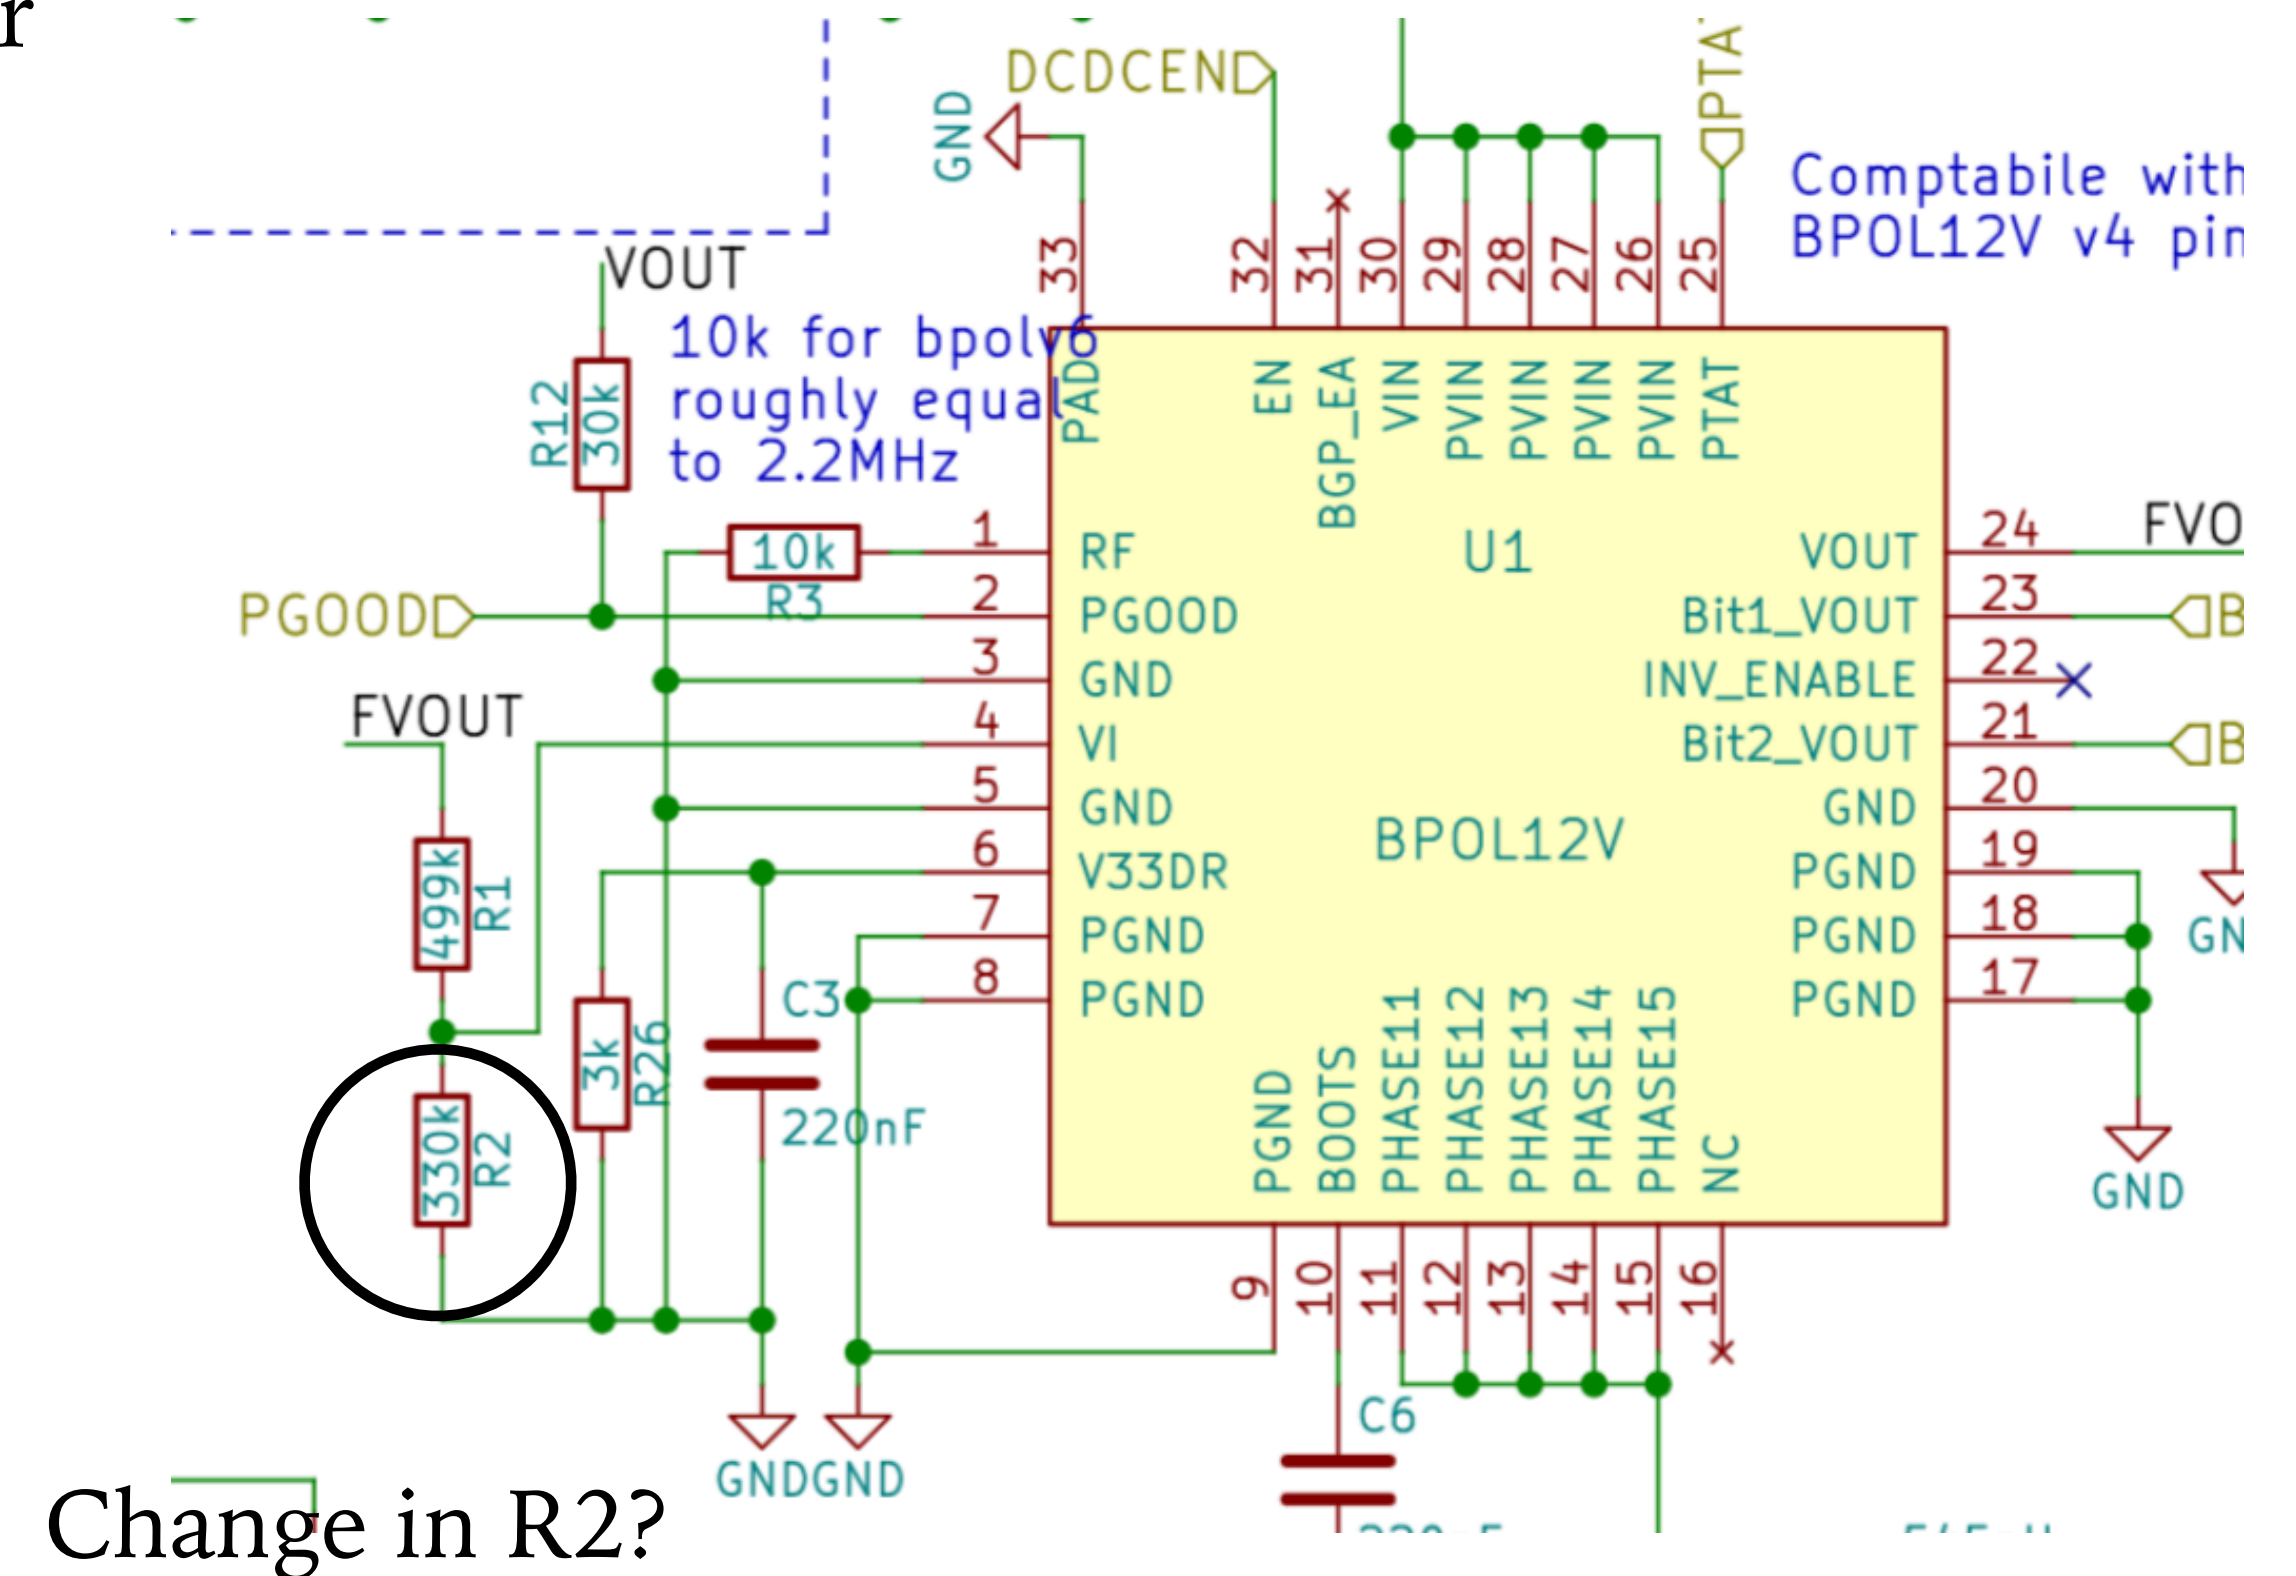 r
DCDCEN
GND
PTA
Comptabile with
BPOL12V v4 pin
VOUT
10k for bpolv6
roughly equal
to 2.2MHz
R12
30k
33
32
31
30
29
28
27
26
25
PAD
EN
BGP_EA
VIN
PVIN
PVIN
PVIN
PVIN
PTAT
10k
R3
PGOOD
FVOUT
1
RF
2
PGOOD
3
GND
4
VI
5
GND
6
V33DR
7
PGND
8
PGND
U1
BPOL12V
VOUT
24
FVO
Bit1_VOUT
23
B
INV_ENABLE
22
Bit2_VOUT
21
B
GND
20
PGND
19
PGND
18
PGND
17
GN
GND
499k
R1
330k
R2
3k
R26
C3
220nF
PGND
BOOTS
PHASE11
PHASE12
PHASE13
PHASE14
PHASE15
NC
9
10
11
12
13
14
15
16
C6
GND
GND
Change in R2?